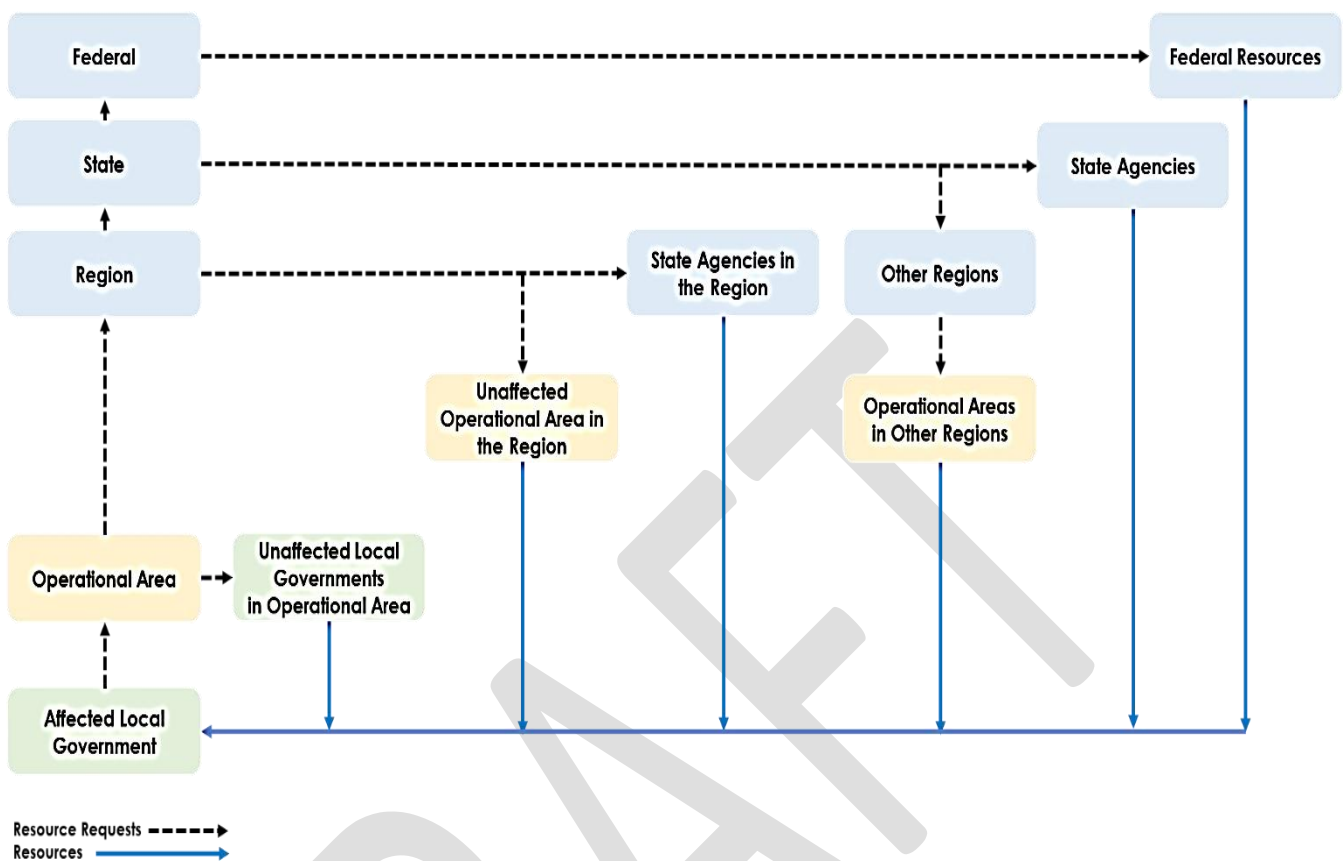 Federal
Federal Resources
State
State Agencies
Region
State Agencies in
the Region
Other Regions
Unaffected
Operational Area in
the Region
Operational Areas
in Other Regions
Operational Area
Unaffected Local
Governments
in Operational Area
Affected Local
Government
Resource Requests
Resources
DRAFT